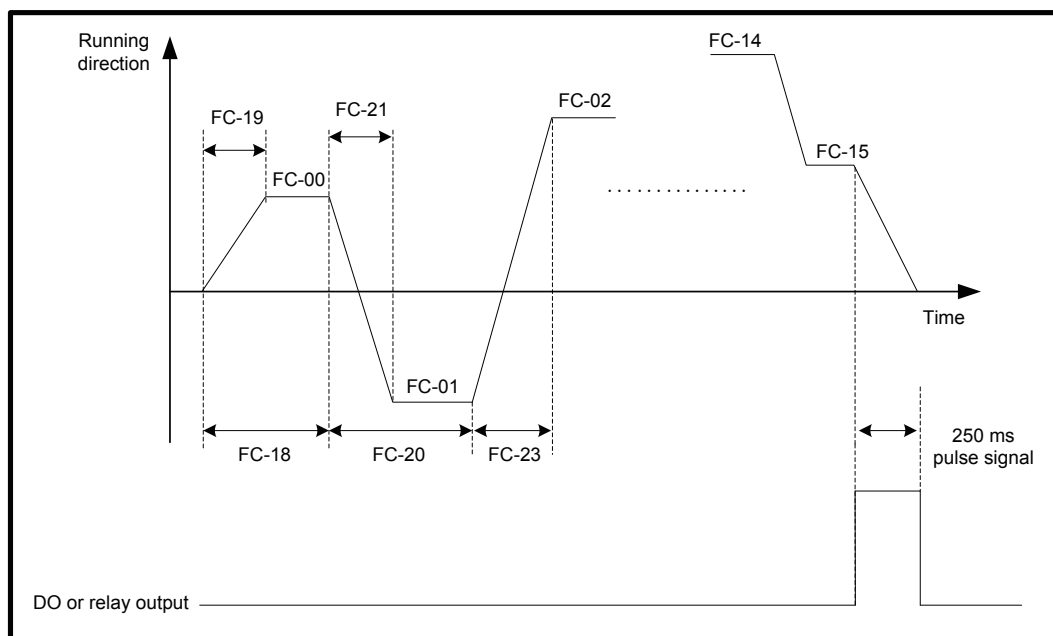 Running
direction
FC-14
FC-19
FC-21
FC-02
FC-15
FC-00
...............
Time
FC-01
FC-18
FC-20
FC-23
250 ms
pulse signal
DO or relay output